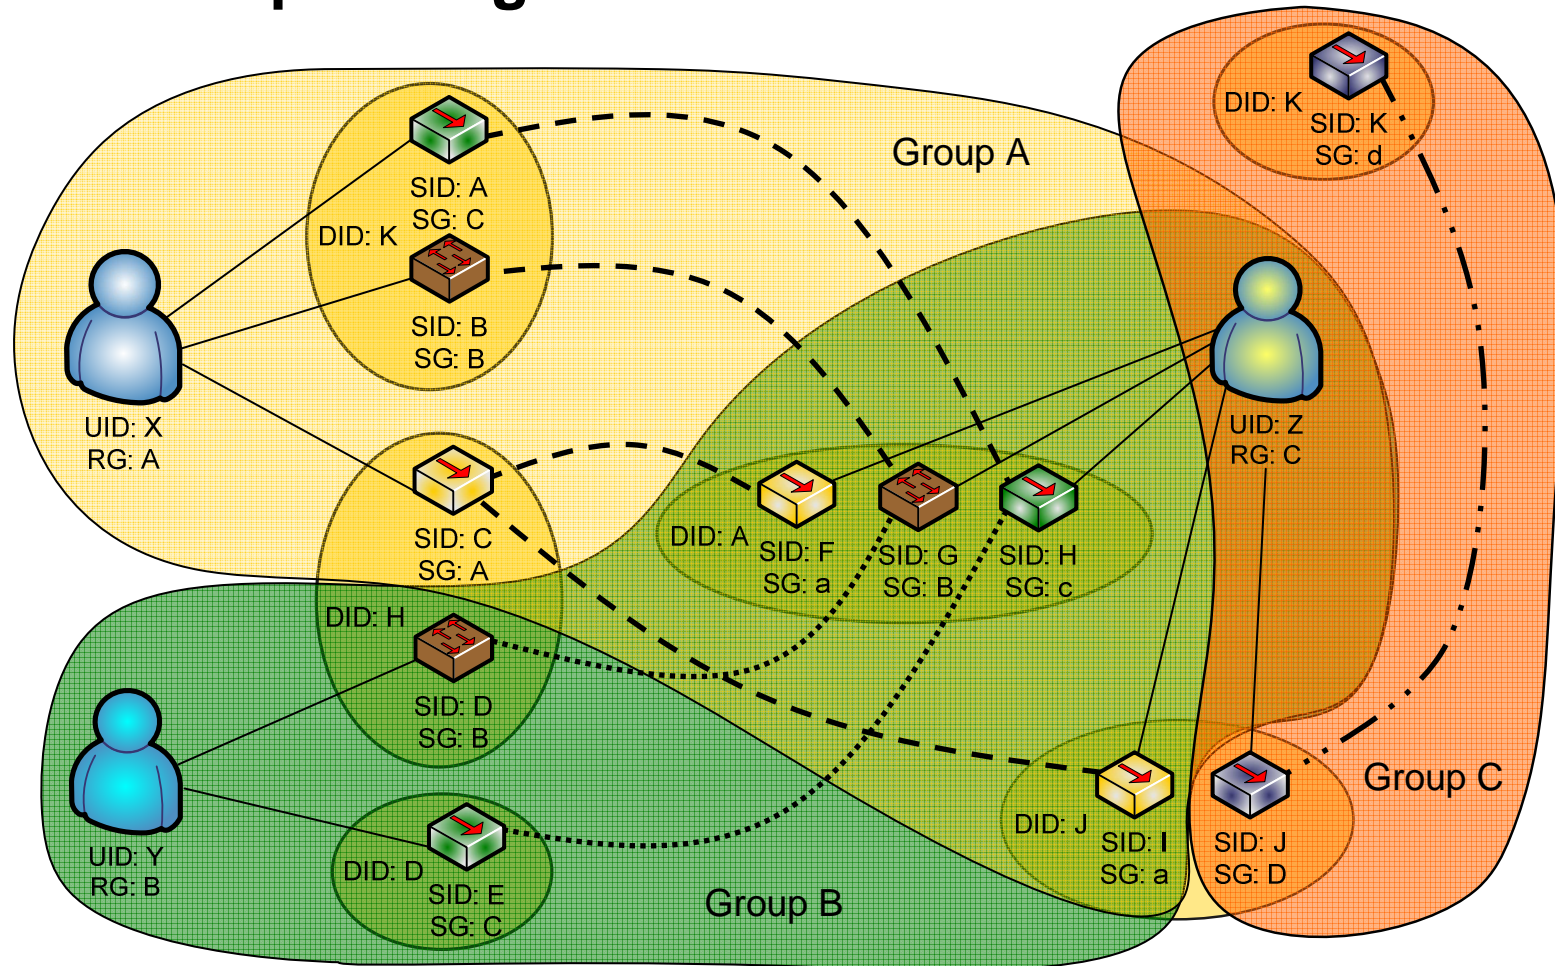 Group A
DID: K
SID: K
SG: d
SID: A
SG: C
DID: K
SID: B
SG: B
UID: X
RG: A
UID: Z
RG: C
SID: C
SG: A
DID: A
SID: F
SG: a
SID: G
SG: B
SID: H
SG: c
DID: H
SID: D
SG: B
UID: Y
RG: B
DID: D
SID: E
SG: C
Group B
DID: J
SID: I
SG: a
SID: J
SG: D
Group C